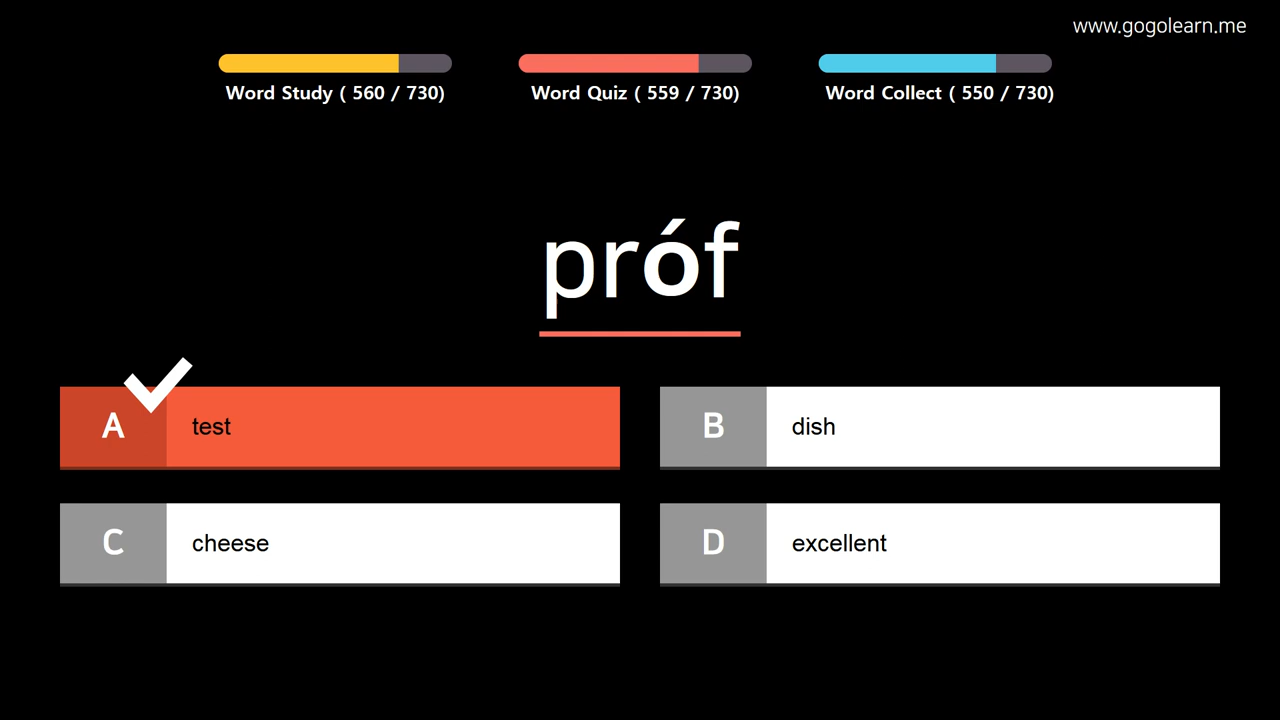 www.gogolearn.me
Word Study ( 560 / 730)
Word Quiz ( 559 / 730)
Word Collect ( 550 / 730)
próf
A test
B dish
C cheese
D excellent